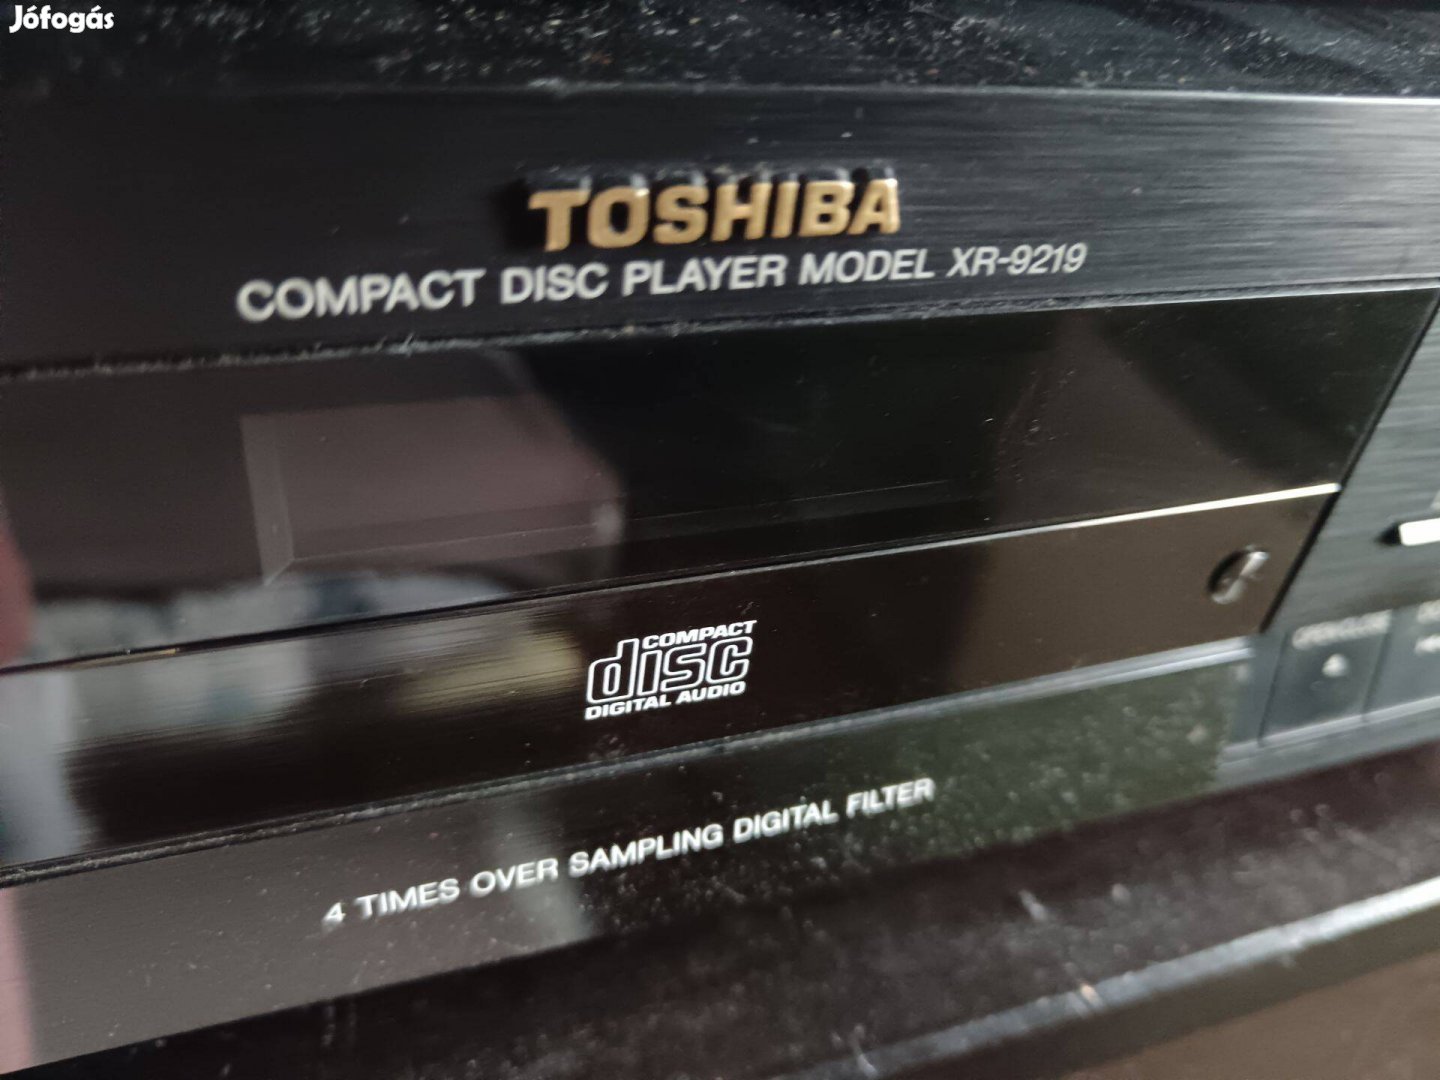 Jófogás
TOSHIBA
COMPACT DISC PLAYER MODEL XR-9219
COMPACT
disc
DIGITAL AUDIO
OPEN/CLOSE
4 TIMES OVER SAMPLING DIGITAL FILTER